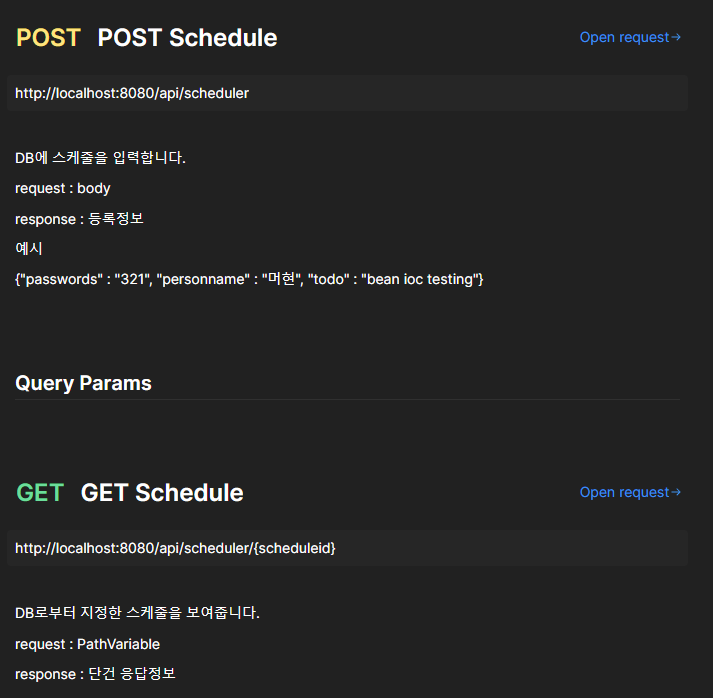 POST POST Schedule Open request→
http://localhost:8080/api/scheduler
DB에 스케줄을 입력합니다.
request : body
response : 등록정보
예시
{"passwords" : "321", "personname" : "머현", "todo" : "bean ioc testing"}
Query Params
GET GET Schedule Open request→
http://localhost:8080/api/scheduler/{scheduleid}
DB로부터 지정한 스케줄을 보여줍니다.
request : PathVariable
response : 단건 응답정보